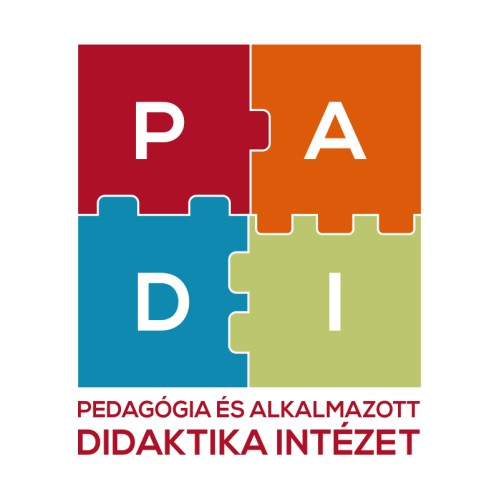 P A
D I
PEDAGÓGIA ÉS ALKALMAZOTT
DIDAKTIKA INTÉZET